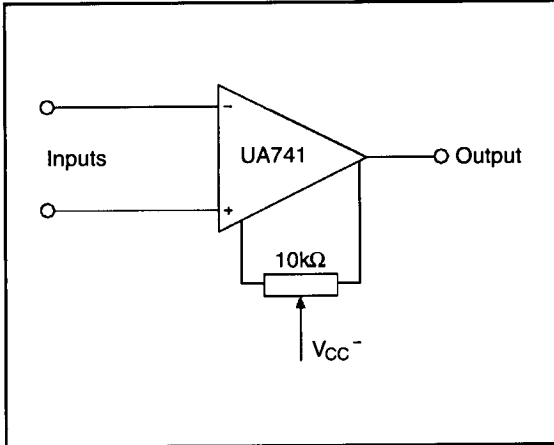 −
Inputs
UA741
Output
+
10kΩ
VCC−